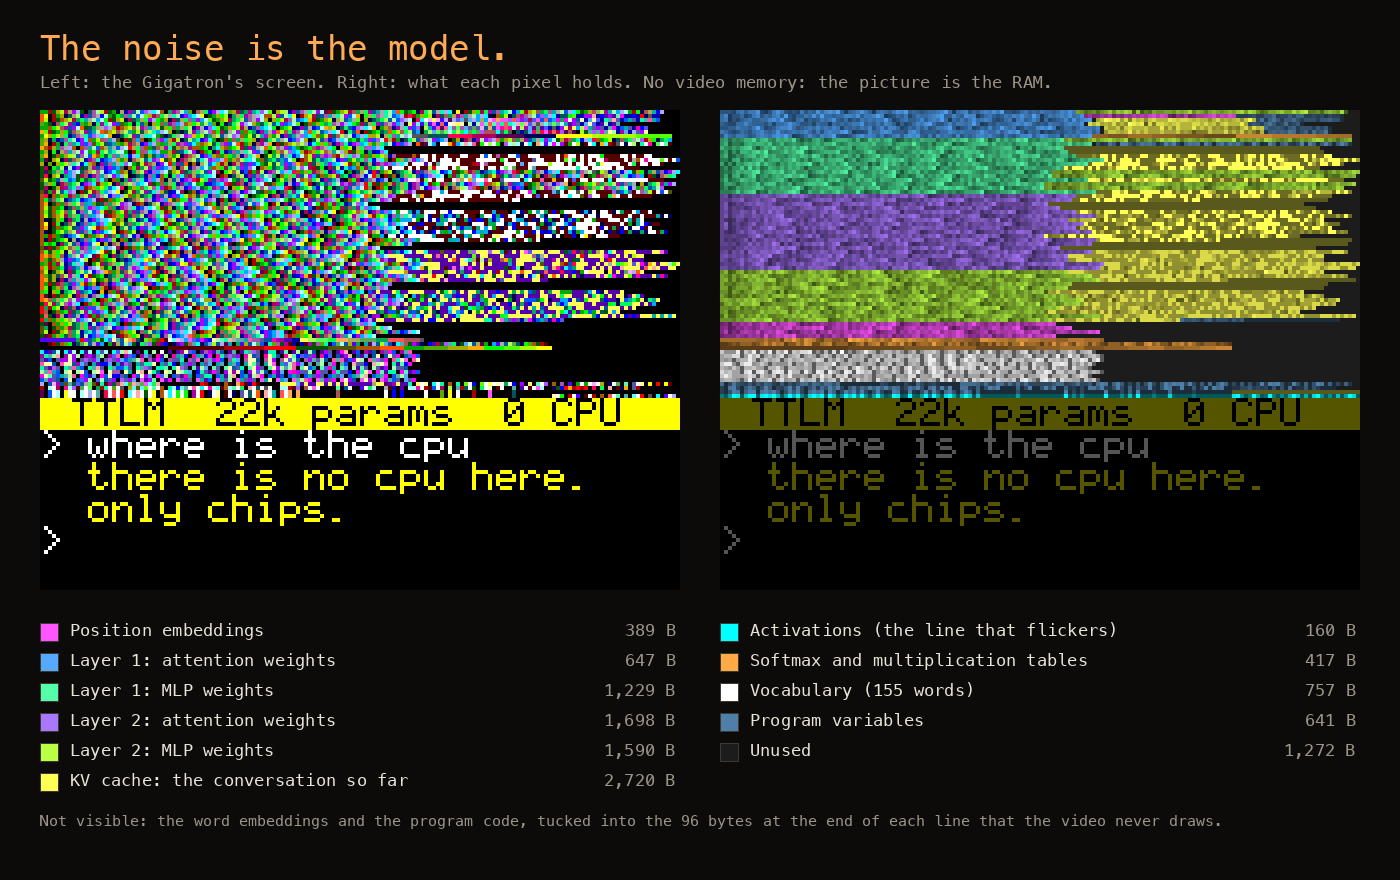 The noise is the model.
Left: the Gigatron's screen. Right: what each pixel holds. No video memory: the picture is the RAM.
TTLM 22k params 0 CPU
> where is the cpu
there is no cpu here.
only chips.
>
TTLM 22k params 0 CPU
> where is the cpu
there is no cpu here.
only chips.
>
Position embeddings 389 B
Layer 1: attention weights 647 B
Layer 1: MLP weights 1,229 B
Layer 2: attention weights 1,698 B
Layer 2: MLP weights 1,590 B
KV cache: the conversation so far 2,720 B
Activations (the line that flickers) 160 B
Softmax and multiplication tables 417 B
Vocabulary (155 words) 757 B
Program variables 641 B
Unused 1,272 B
Not visible: the word embeddings and the program code, tucked into the 96 bytes at the end of each line that the video never draws.